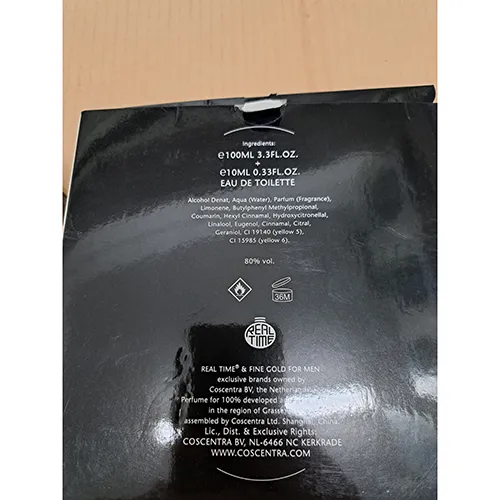 Ingredients:
℮100ML 3.3FL.OZ.
+
℮10ML 0.33FL.OZ.
EAU DE TOILETTE
Alcohol Denat, Aqua (Water), Parfum (Fragrance),
Limonene, Butylphenyl Methylpropional,
Coumarin, Hexyl Cinnamal, Hydroxycitronellal,
Linalool, Eugenol, Cinnamal, Citral,
Geraniol, CI 19140 (yellow 5),
CI 15985 (yellow 6).
80% vol.
36M
REAL
TIME
REAL TIME® & FINE GOLD FOR MEN
exclusive brands owned by
Coscentra BV, the Netherlands
Perfume for 100% developed
in the region of Grasse
assembled by Coscentra Ltd. Shanghai, China.
Lic., Dist. & Exclusive Rights:
COSCENTRA BV, NL-6466 NC KERKRADE
WWW.COSCENTRA.COM